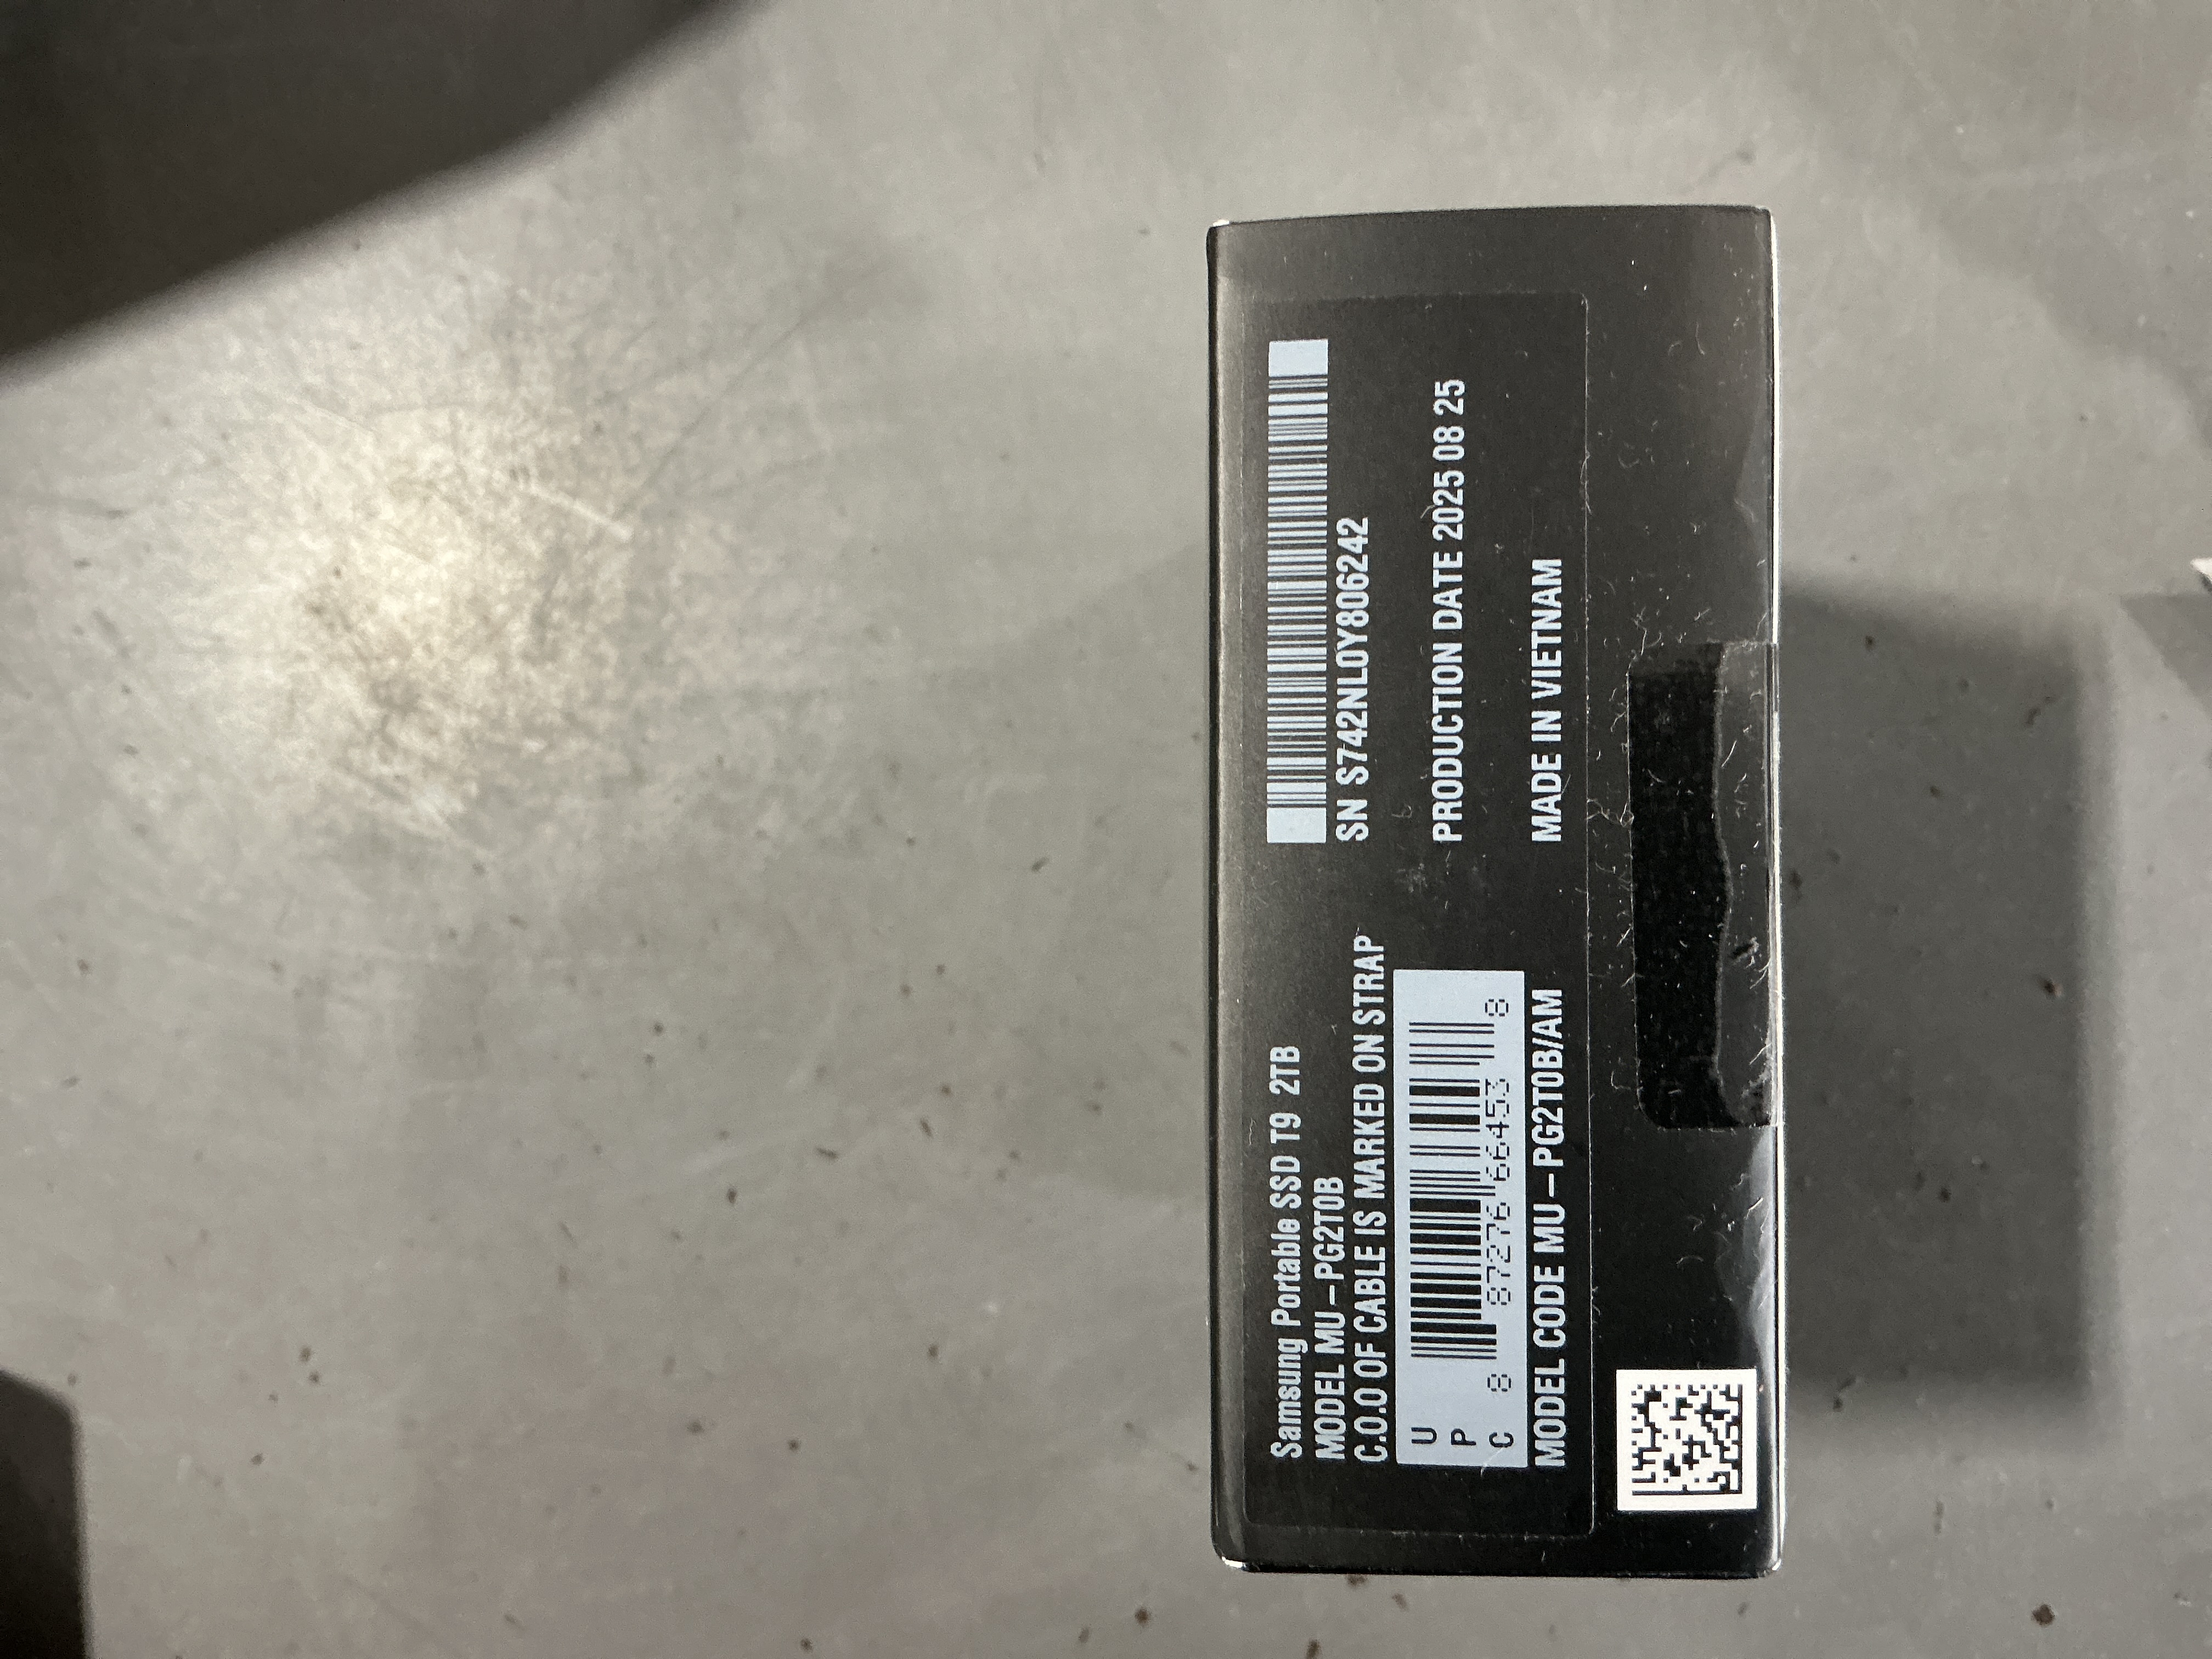 Samsung Portable SSD T9 2TB
MODEL MU-PG2T0B
C.O.O OF CABLE IS MARKED ON STRAP
UPC
8 87276 66453 8
MODEL CODE MU-PG2T0B/AM
SN S742NL0Y806242
PRODUCTION DATE 2025 08 25
MADE IN VIETNAM